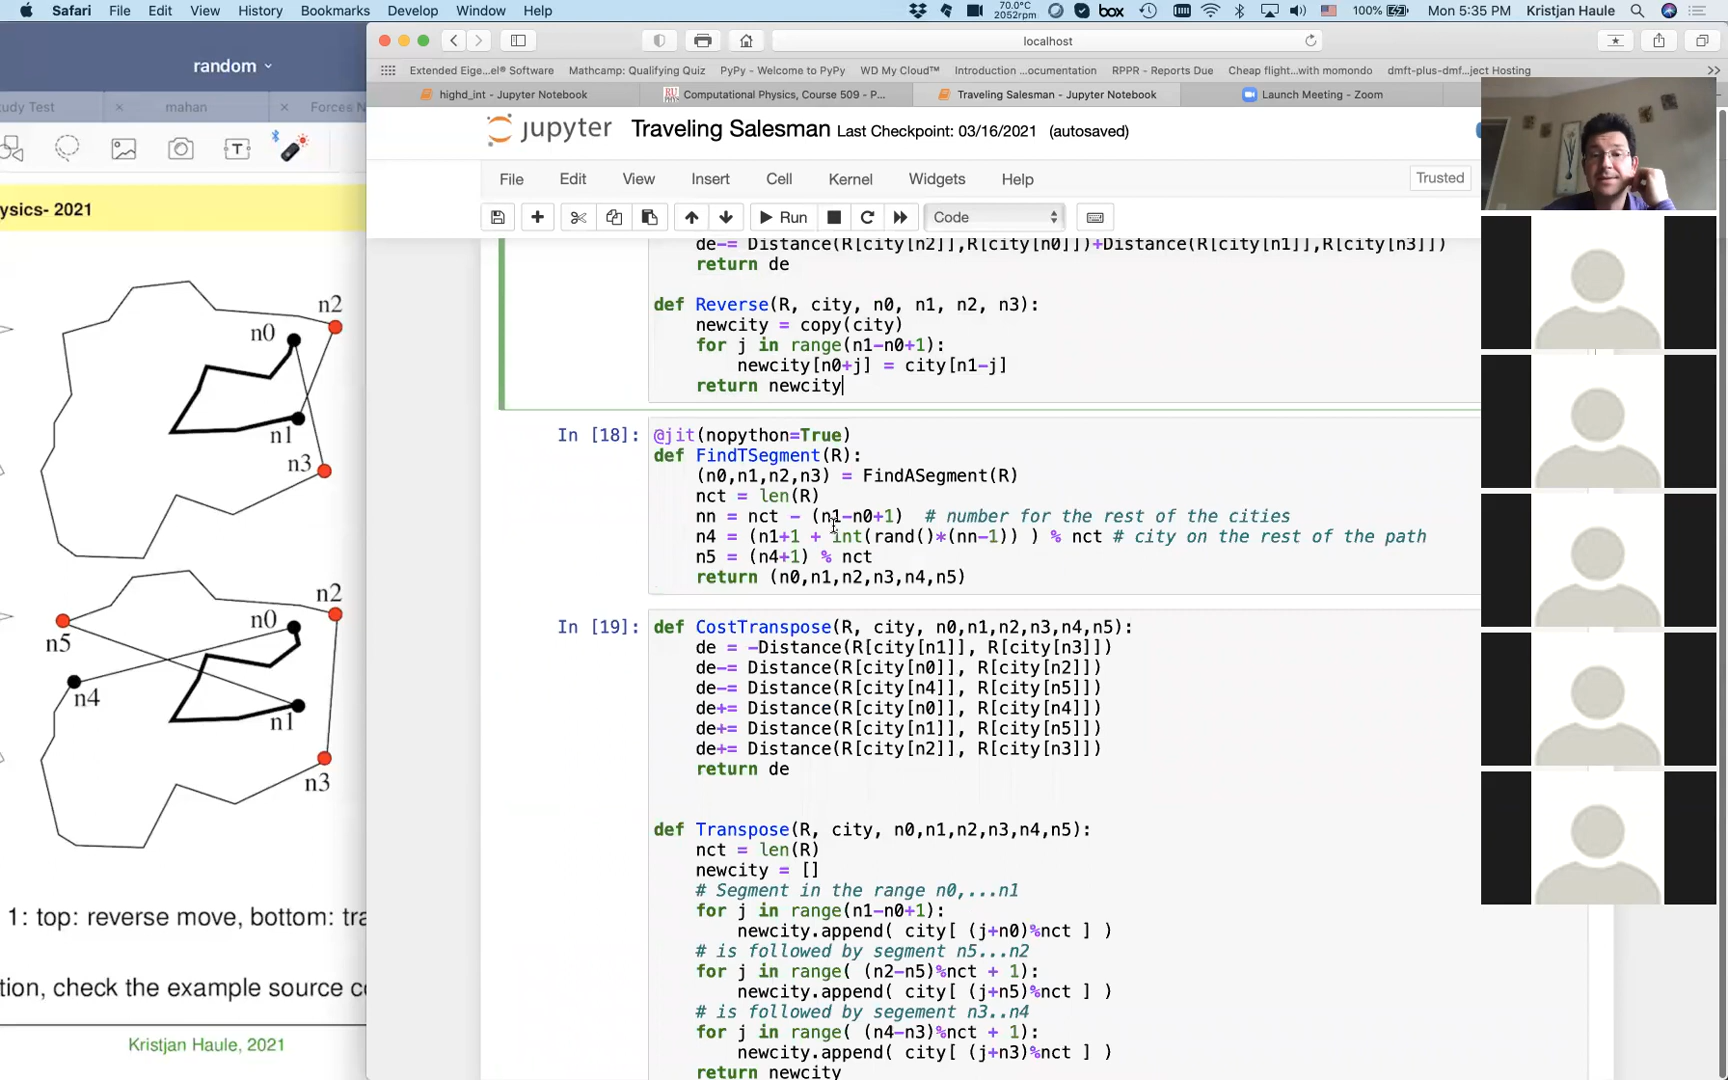 Safari File Edit View History Bookmarks Develop Window Help
70.0°C
2052rpm
box
100%
Mon 5:35 PM Kristjan Haule
random
localhost
Extended Eige...el® Software Mathcamp: Qualifying Quiz PyPy - Welcome to PyPy WD My Cloud™ Introduction ...ocumentation RPPR - Reports Due Cheap flight...with momondo dmft-plus-dmf...ject Hosting
tudy Test mahan Forces N
highd_int - Jupyter Notebook Computational Physics, Course 509 - P... Traveling Salesman - Jupyter Notebook Launch Meeting - Zoom
jupyter Traveling Salesman Last Checkpoint: 03/16/2021 (autosaved)
File Edit View Insert Cell Kernel Widgets Help
Trusted
Run
Code
ysics- 2021
n2
n0
n1
n3
n2
n0
n5
n4
n1
n3
1: top: reverse move, bottom: tra
tion, check the example source co
Kristjan Haule, 2021
de-= Distance(R[city[n2]],R[city[n0]])+Distance(R[city[n1]],R[city[n3]])
return de
def Reverse(R, city, n0, n1, n2, n3):
newcity = copy(city)
for j in range(n1-n0+1):
newcity[n0+j] = city[n1-j]
return newcity
In [18]: @jit(nopython=True)
def FindTSegment(R):
(n0,n1,n2,n3) = FindASegment(R)
nct = len(R)
nn = nct - (n1-n0+1) # number for the rest of the cities
n4 = (n1+1 + int(rand()*(nn-1)) ) % nct # city on the rest of the path
n5 = (n4+1) % nct
return (n0,n1,n2,n3,n4,n5)
In [19]: def CostTranspose(R, city, n0,n1,n2,n3,n4,n5):
de = -Distance(R[city[n1]], R[city[n3]])
de-= Distance(R[city[n0]], R[city[n2]])
de-= Distance(R[city[n4]], R[city[n5]])
de+= Distance(R[city[n0]], R[city[n4]])
de+= Distance(R[city[n1]], R[city[n5]])
de+= Distance(R[city[n2]], R[city[n3]])
return de
def Transpose(R, city, n0,n1,n2,n3,n4,n5):
nct = len(R)
newcity = []
# Segment in the range n0,...n1
for j in range(n1-n0+1):
newcity.append( city[ (j+n0)%nct ] )
# is followed by segment n5...n2
for j in range( (n2-n5)%nct + 1):
newcity.append( city[ (j+n5)%nct ] )
# is followed by segement n3..n4
for j in range( (n4-n3)%nct + 1):
newcity.append( city[ (j+n3)%nct ] )
return newcity